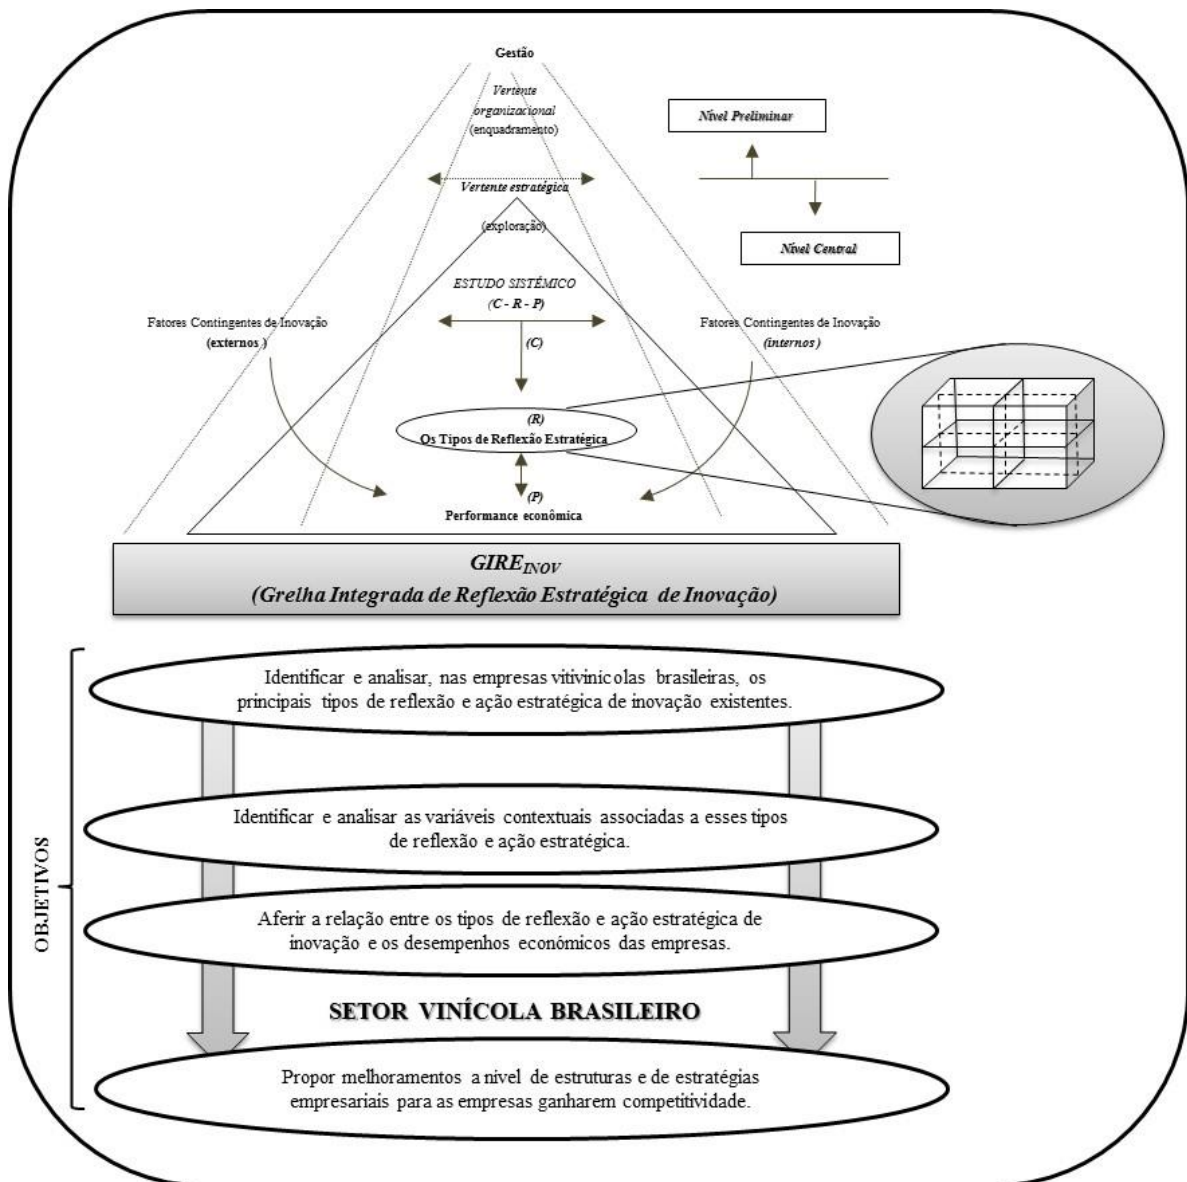 Gestão
Vertente
organizacional
(enquadramento)
Nível Preliminar
Vertente estratégica
(exploração)
Nível Central
ESTUDO SISTÉMICO
(C - R - P)
Fatores Contingentes de Inovação
(externos )
(C)
Fatores Contingentes de Inovação
(internos )
(R)
Os Tipos de Reflexão Estratégica
(P)
Performance econômica
GIREINOV
(Grelha Integrada de Reflexão Estratégica de Inovação)
OBJETIVOS
Identificar e analisar, nas empresas vitivinícolas brasileiras, os
principais tipos de reflexão e ação estratégica de inovação existentes.
Identificar e analisar as variáveis contextuais associadas a esses tipos
de reflexão e ação estratégica.
Aferir a relação entre os tipos de reflexão e ação estratégica de
inovação e os desempenhos económicos das empresas.
SETOR VINÍCOLA BRASILEIRO
Propor melhoramentos a nível de estruturas e de estratégias
empresariais para as empresas ganharem competitividade.